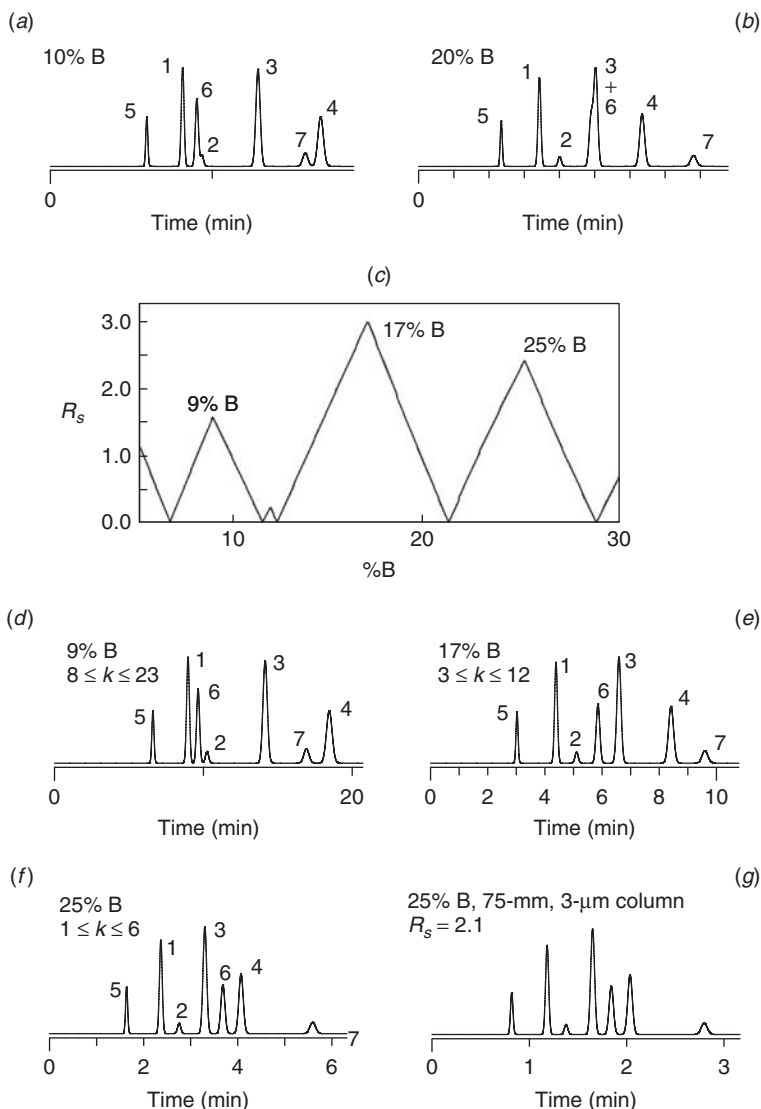 (a)
10% B
5
1
6
2
3
7
4
0
Time (min)
(b)
20% B
5
1
2
3
+
6
4
7
0
Time (min)
(c)
3.0
2.0
1.0
0.0
R_s
9% B
17% B
25% B
10
20
30
%B
(d)
9% B
8 ≤ k ≤ 23
5
1
6
2
3
7
4
0
20
Time (min)
(e)
17% B
3 ≤ k ≤ 12
5
1
2
6
3
4
7
0 2 4 6 8 10
Time (min)
(f)
25% B
1 ≤ k ≤ 6
5
1
2
3
6
4
7
0 2 4 6
Time (min)
(g)
25% B, 75-mm, 3-μm column
R_s = 2.1
0 1 2 3
Time (min)